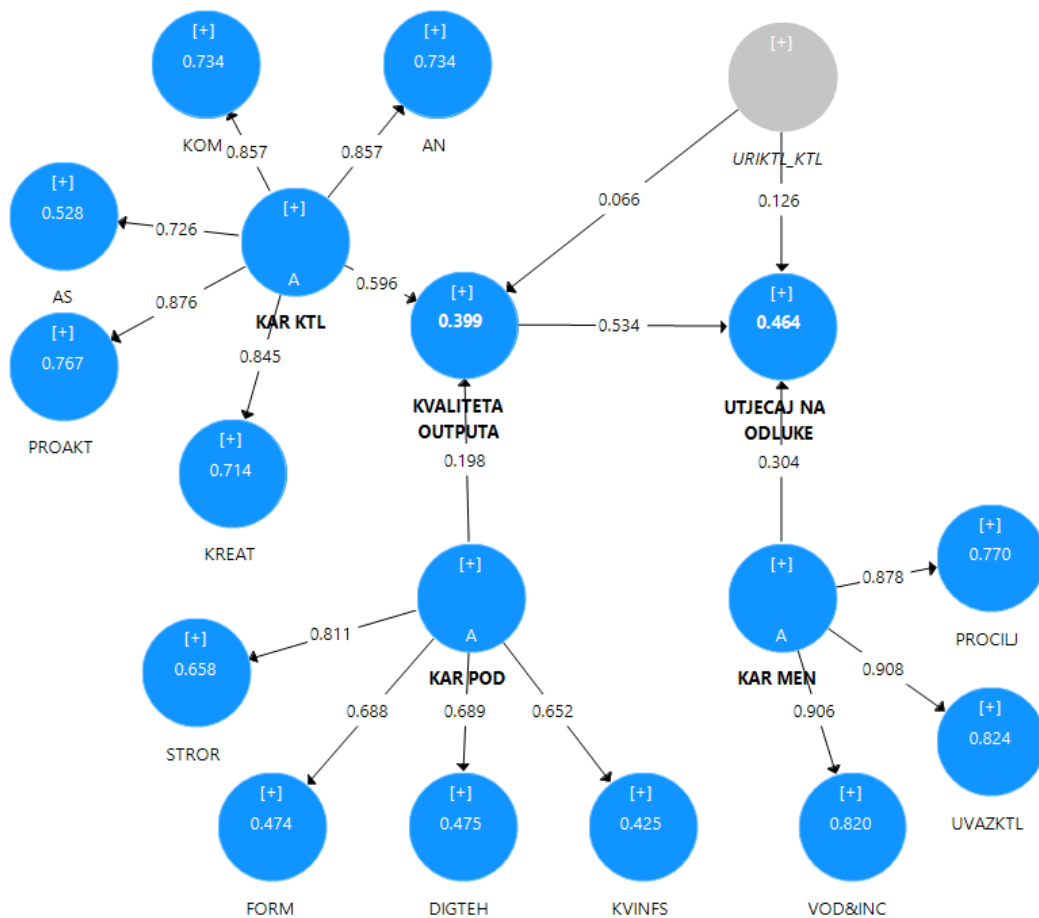 [+]
0.734
KOM
[+]
0.734
AN
[+]
URIKTL_KTL
0.857
0.857
[+]
0.528
AS
0.726
[+]
A
KAR KTL
0.066
0.126
0.876
0.596
[+]
0.767
PROAKT
0.845
[+]
0.399
KVALITETA
OUTPUTA
0.534
[+]
0.464
UTJECAJ NA
ODLUKE
[+]
0.714
KREAT
0.198
0.304
[+]
A
KAR POD
[+]
A
KAR MEN
0.878
[+]
0.770
PROCILJ
0.811
[+]
0.658
STROR
0.688
0.689
0.652
0.906
0.908
[+]
0.824
UVAZKTL
[+]
0.474
FORM
[+]
0.475
DIGTEH
[+]
0.425
KVINFS
[+]
0.820
VOD&INC